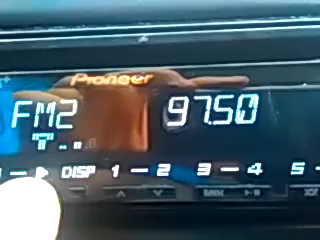 Pioneer
FM2 97.50
DISP 1 — 2 3 — 4 5 —